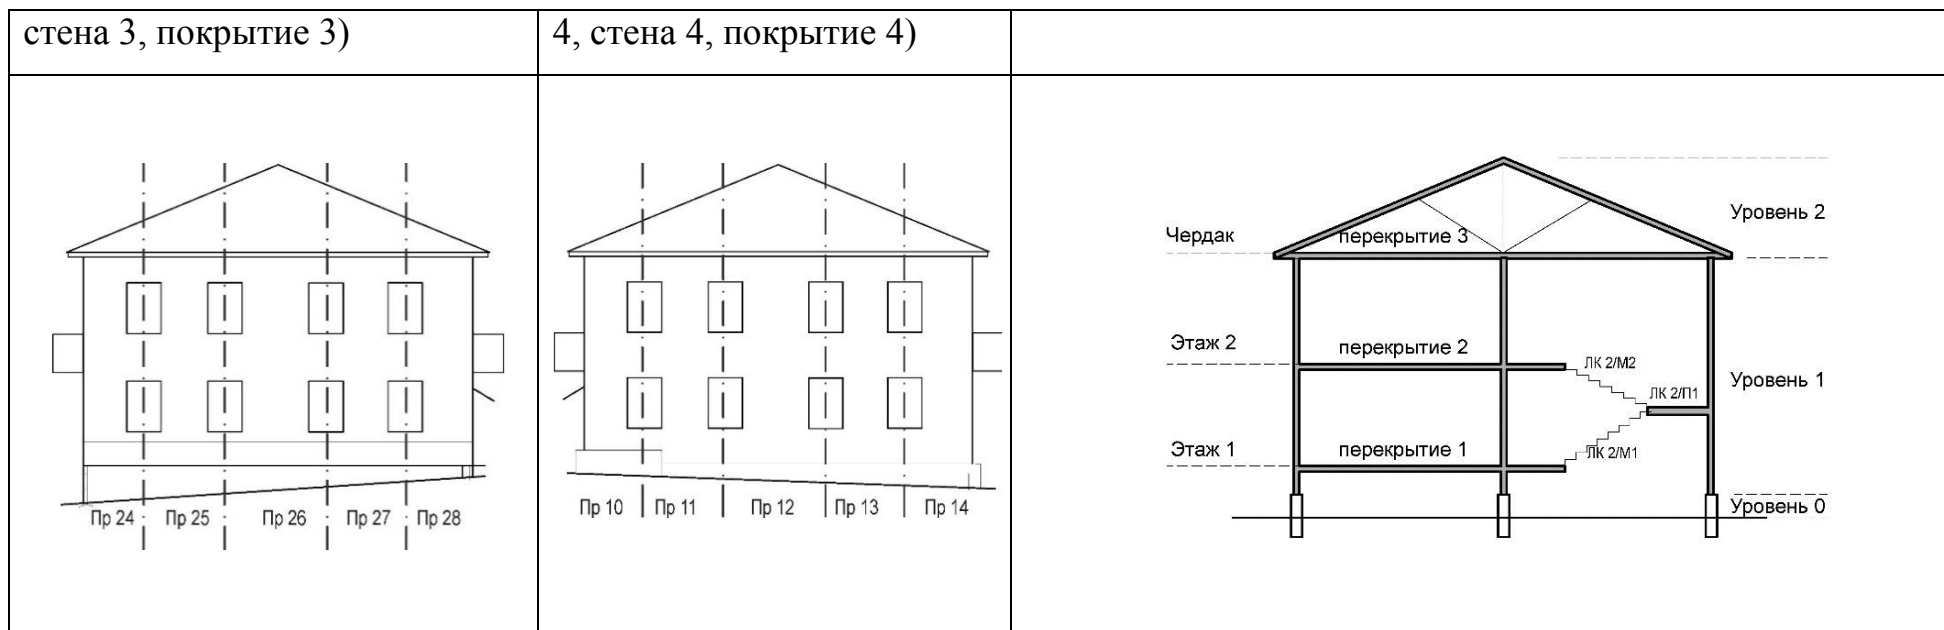 стена 3, покрытие 3)
4, стена 4, покрытие 4)
Пр 24
Пр 25
Пр 26
Пр 27
Пр 28
Пр 10
Пр 11
Пр 12
Пр 13
Пр 14
Уровень 2
Чердак
перекрытие 3
Этаж 2
перекрытие 2
ЛК 2/М2
ЛК 2/П1
Уровень 1
Этаж 1
перекрытие 1
ЛК 2/М1
Уровень 0